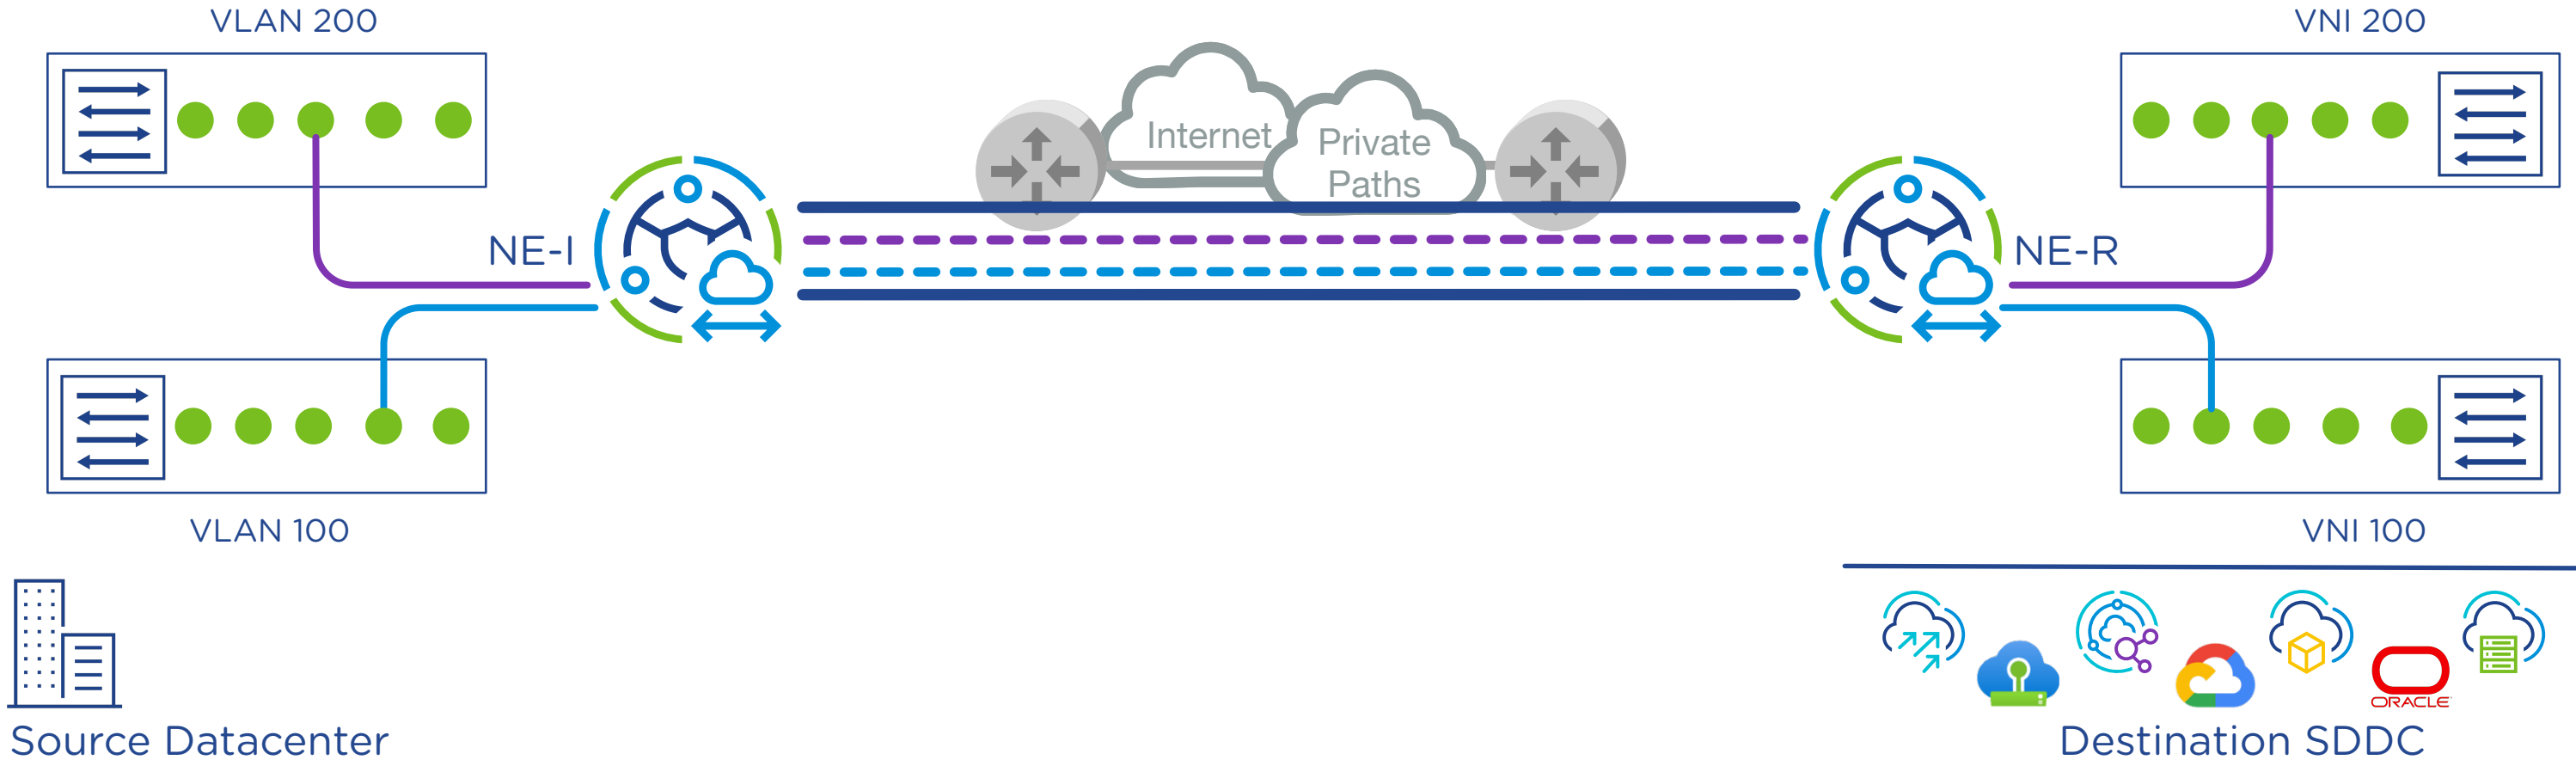 VLAN 200
VNI 200
Internet
Private
Paths
NE-I
NE-R
VLAN 100
VNI 100
ORACLE
Source Datacenter
Destination SDDC